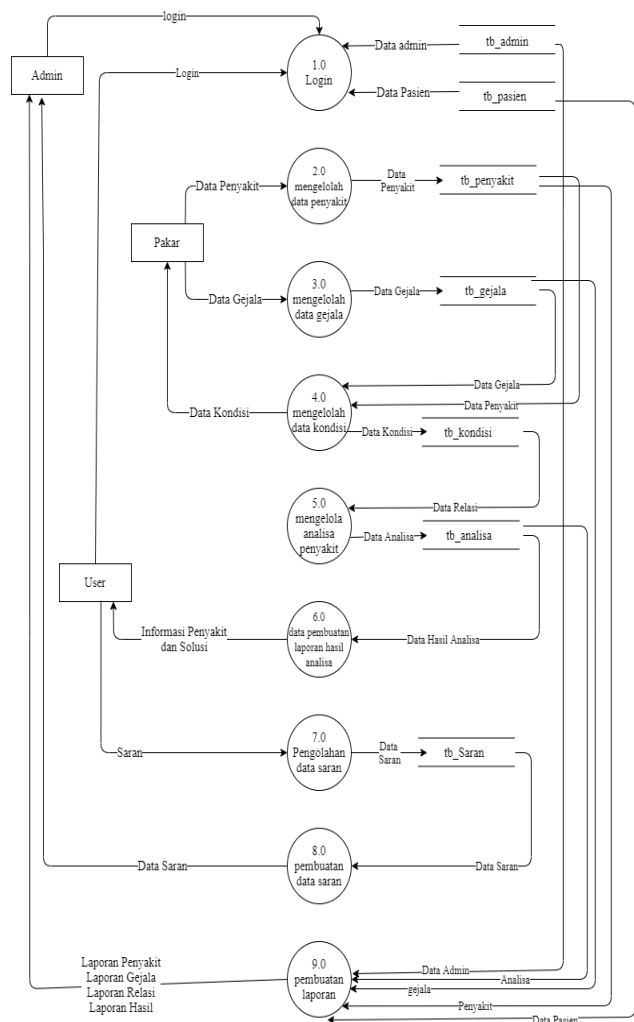 login
Admin
Login
1.0
Login
Data admin
tb_admin
Data Pasien
tb_pasien
Data Penyakit
2.0
mengelolah
data penyakit
Data
Penyakit
tb_penyakit
Pakar
Data Gejala
3.0
mengelolah
data gejala
Data Gejala
tb_gejala
Data Gejala
Data Penyakit
Data Kondisi
4.0
mengelolah
data kondisi
Data Kondisi
tb_kondisi
Data Relasi
5.0
mengelola
analisa
penyakit
Data Analisa
tb_analisa
User
Informasi Penyakit
dan Solusi
6.0
data pembuatan
laporan hasil
analisa
Data Hasil Analisa
Saran
7.0
Pengolahan
data saran
Data
Saran
tb_Saran
Data Saran
8.0
pembuatan
data saran
Data Saran
Laporan Penyakit
Laporan Gejala
Laporan Relasi
Laporan Hasil
9.0
pembuatan
laporan
Data Admin
Analisa
gejala
Penyakit
Data Pasien